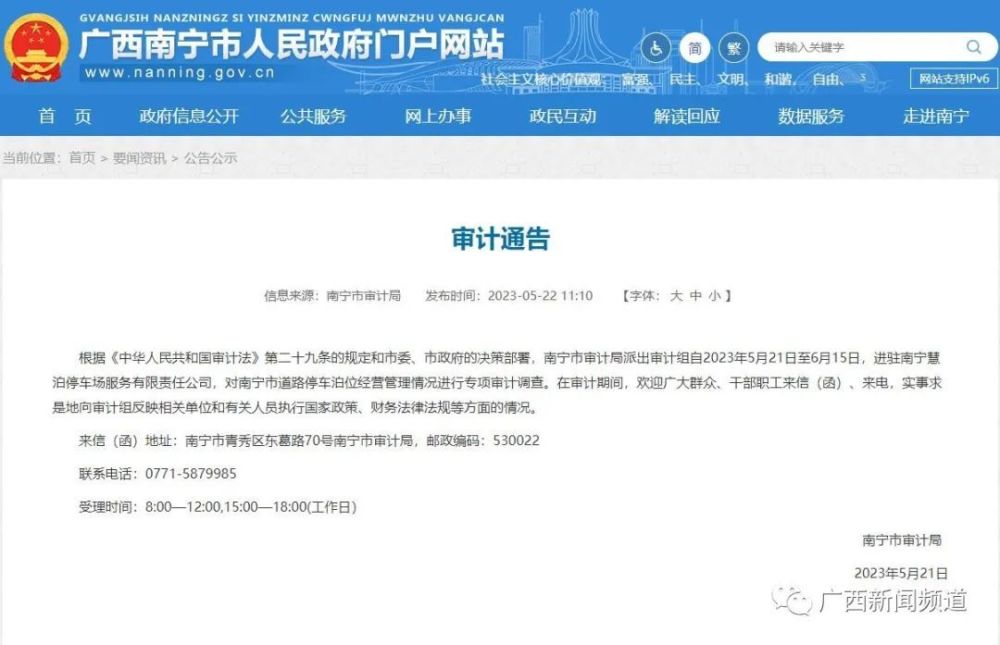 GVANGJSIH NANZNINGZ SI YINZMINZ CWNGFUJ MWNZHU VANGJCAN
广西南宁市人民政府门户网站
www.nanning.gov.cn
简 繁 请输入关键字
社会主义核心价值观： 富强、 民主、 文明、 和谐、 自由、
网站支持IPv6
首 页 政府信息公开 公共服务 网上办事 政民互动 解读回应 数据服务 走进南宁
当前位置：首页 > 要闻资讯 > 公告公示
审计通告
信息来源：南宁市审计局 发布时间：2023-05-22 11:10 【字体： 大 中 小 】
根据《中华人民共和国审计法》第二十九条的规定和市委、市政府的决策部署，南宁市审计局派出审计组自2023年5月21日至6月15日，进驻南宁慧
泊停车场服务有限责任公司，对南宁市道路停车泊位经营管理情况进行专项审计调查。在审计期间，欢迎广大群众、干部职工来信（函）、来电，实事求
是地向审计组反映相关单位和有关人员执行国家政策、财务法律法规等方面的情况。
来信（函）地址：南宁市青秀区东葛路70号南宁市审计局，邮政编码：530022
联系电话：0771-5879985
受理时间：8:00—12:00,15:00—18:00(工作日)
南宁市审计局
2023年5月21日
广西新闻频道